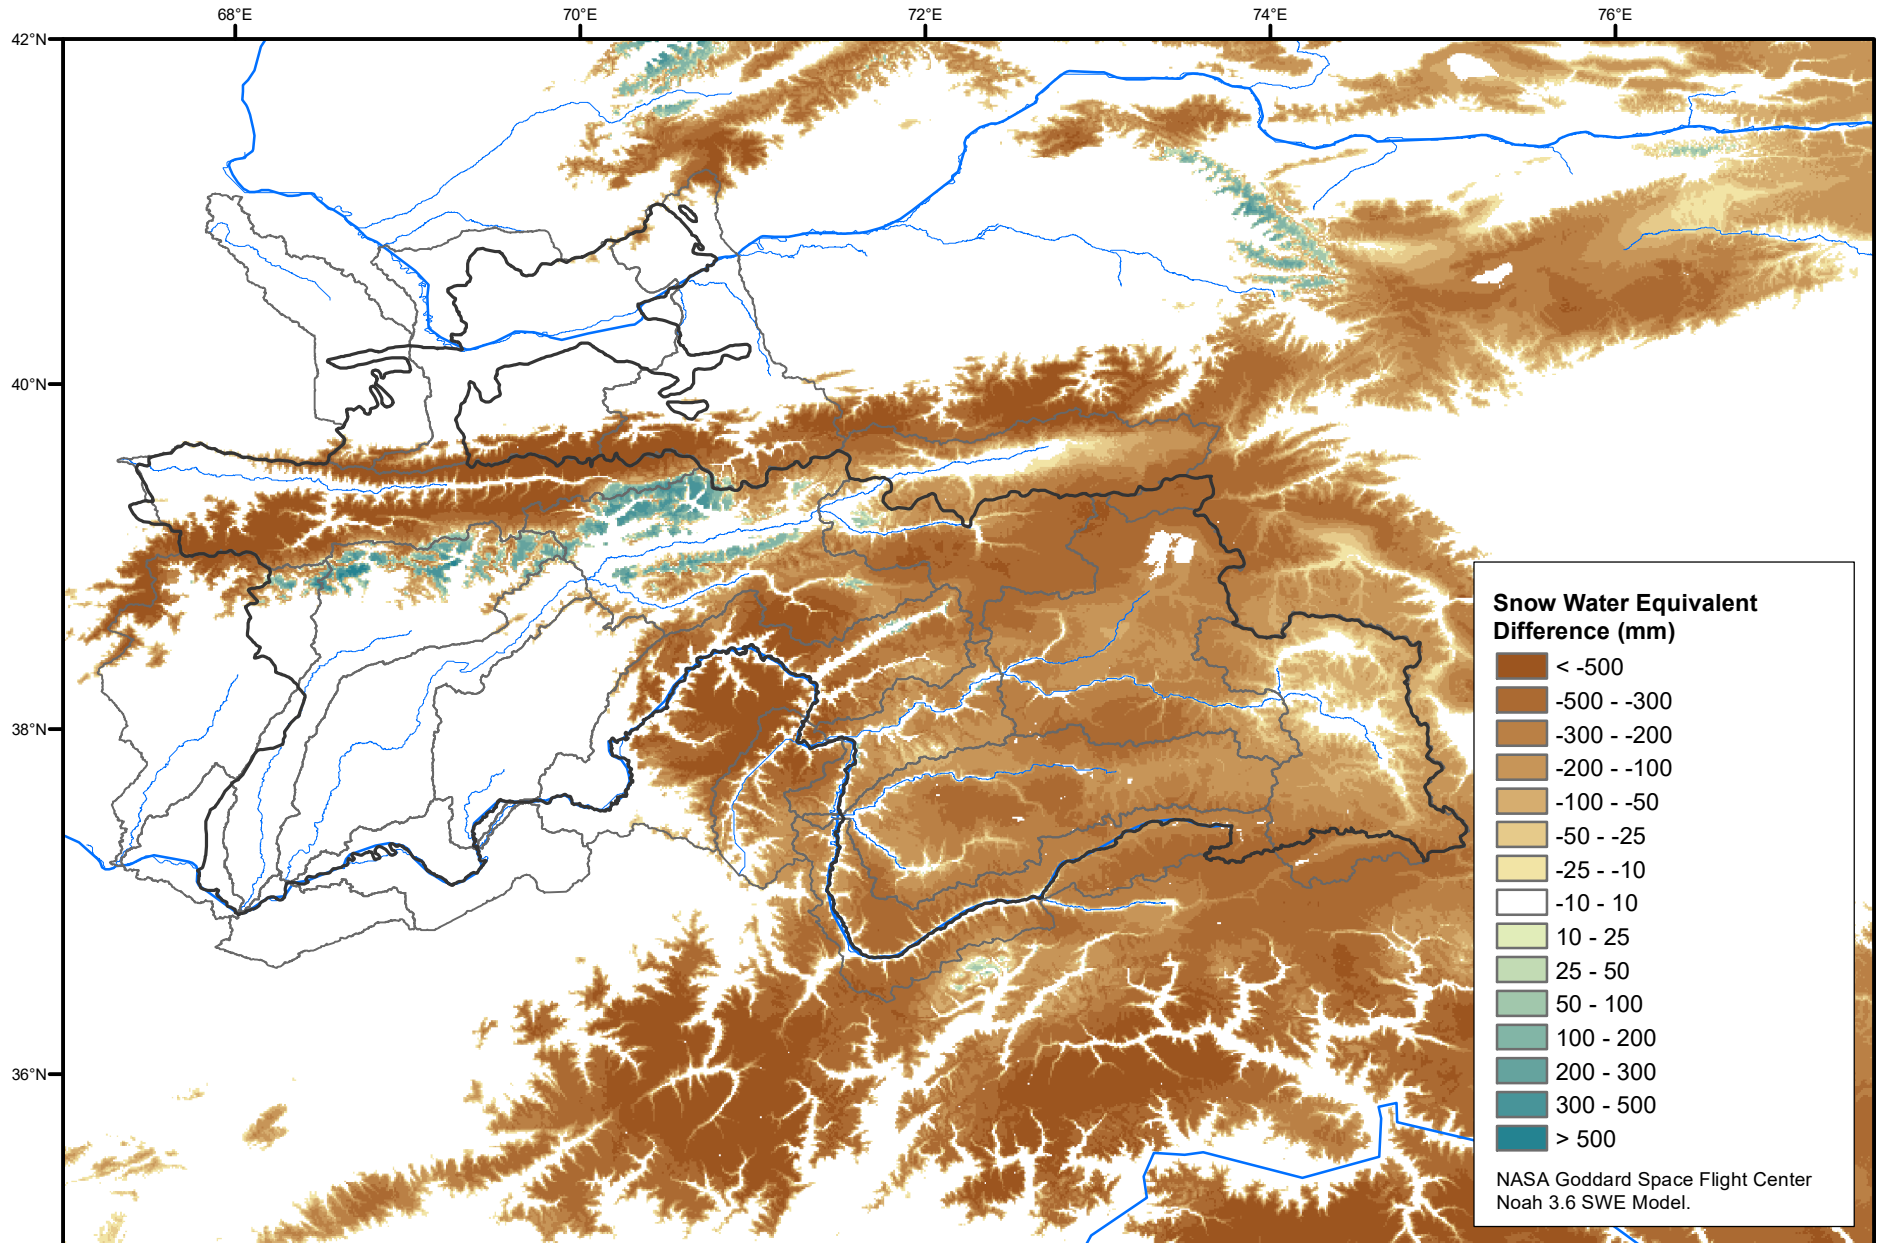 68°E
70°E
72°E
74°E
76°E
42°N
40°N
38°N
36°N
Snow Water Equivalent
Difference (mm)
< -500
-500 - -300
-300 - -200
-200 - -100
-100 - -50
-50 - -25
-25 - -10
-10 - 10
10 - 25
25 - 50
50 - 100
100 - 200
200 - 300
300 - 500
> 500
NASA Goddard Space Flight Center
Noah 3.6 SWE Model.